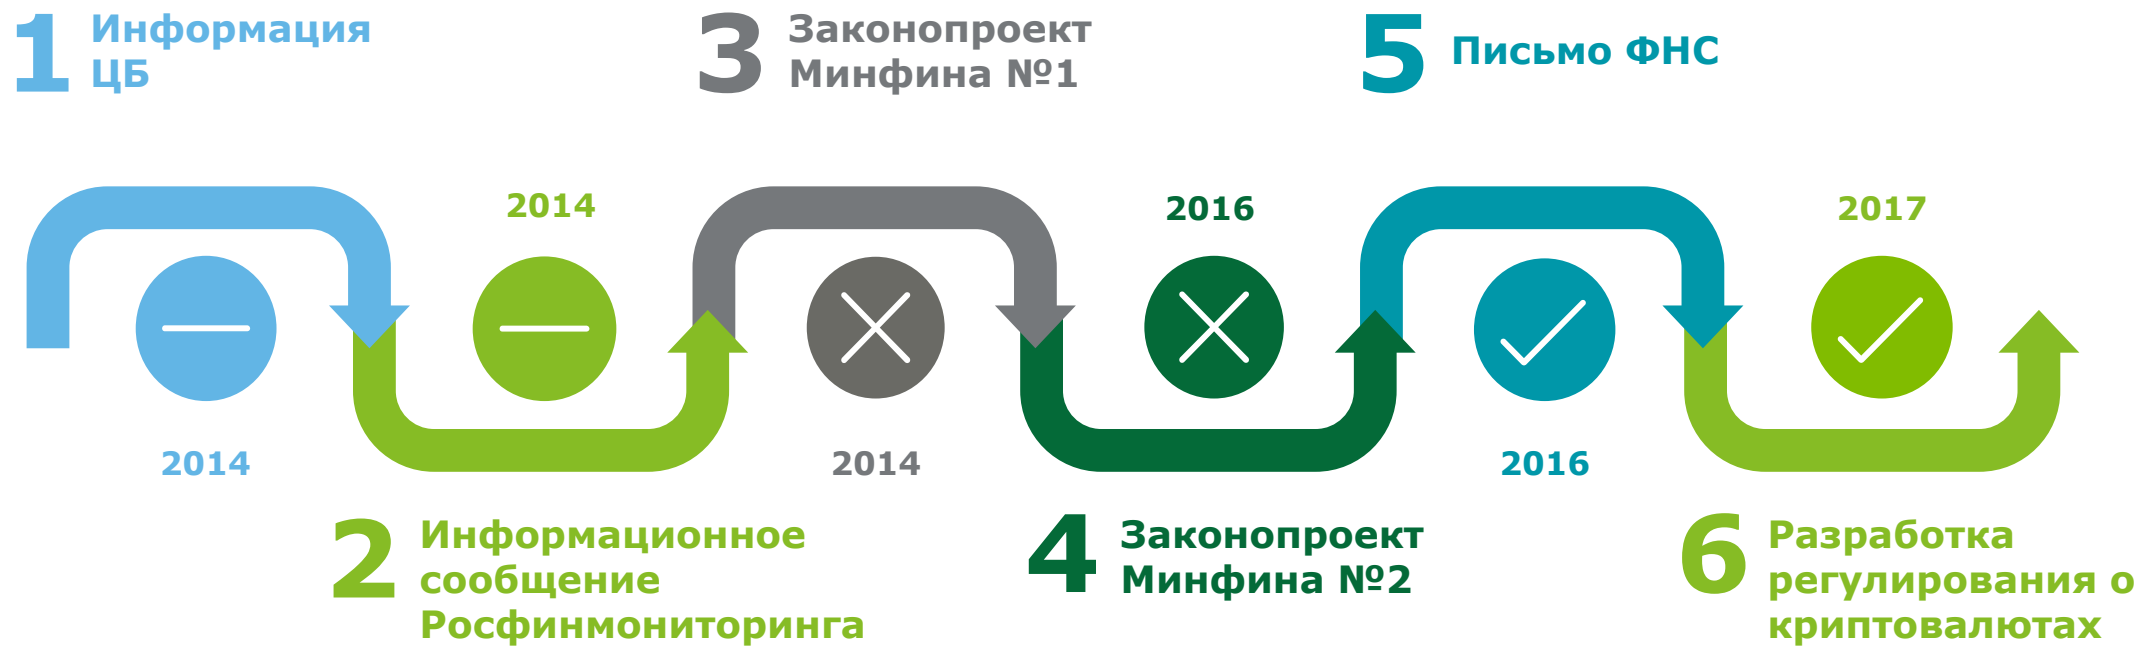 1 Информация
ЦБ
2014
2014
2 Информационное
сообщение
Росфинмониторинга
3 Законопроект
Минфина №1
2014
2016
4 Законопроект
Минфина №2
5 Письмо ФНС
2016
2017
6 Разработка
регулирования о
криптовалютах